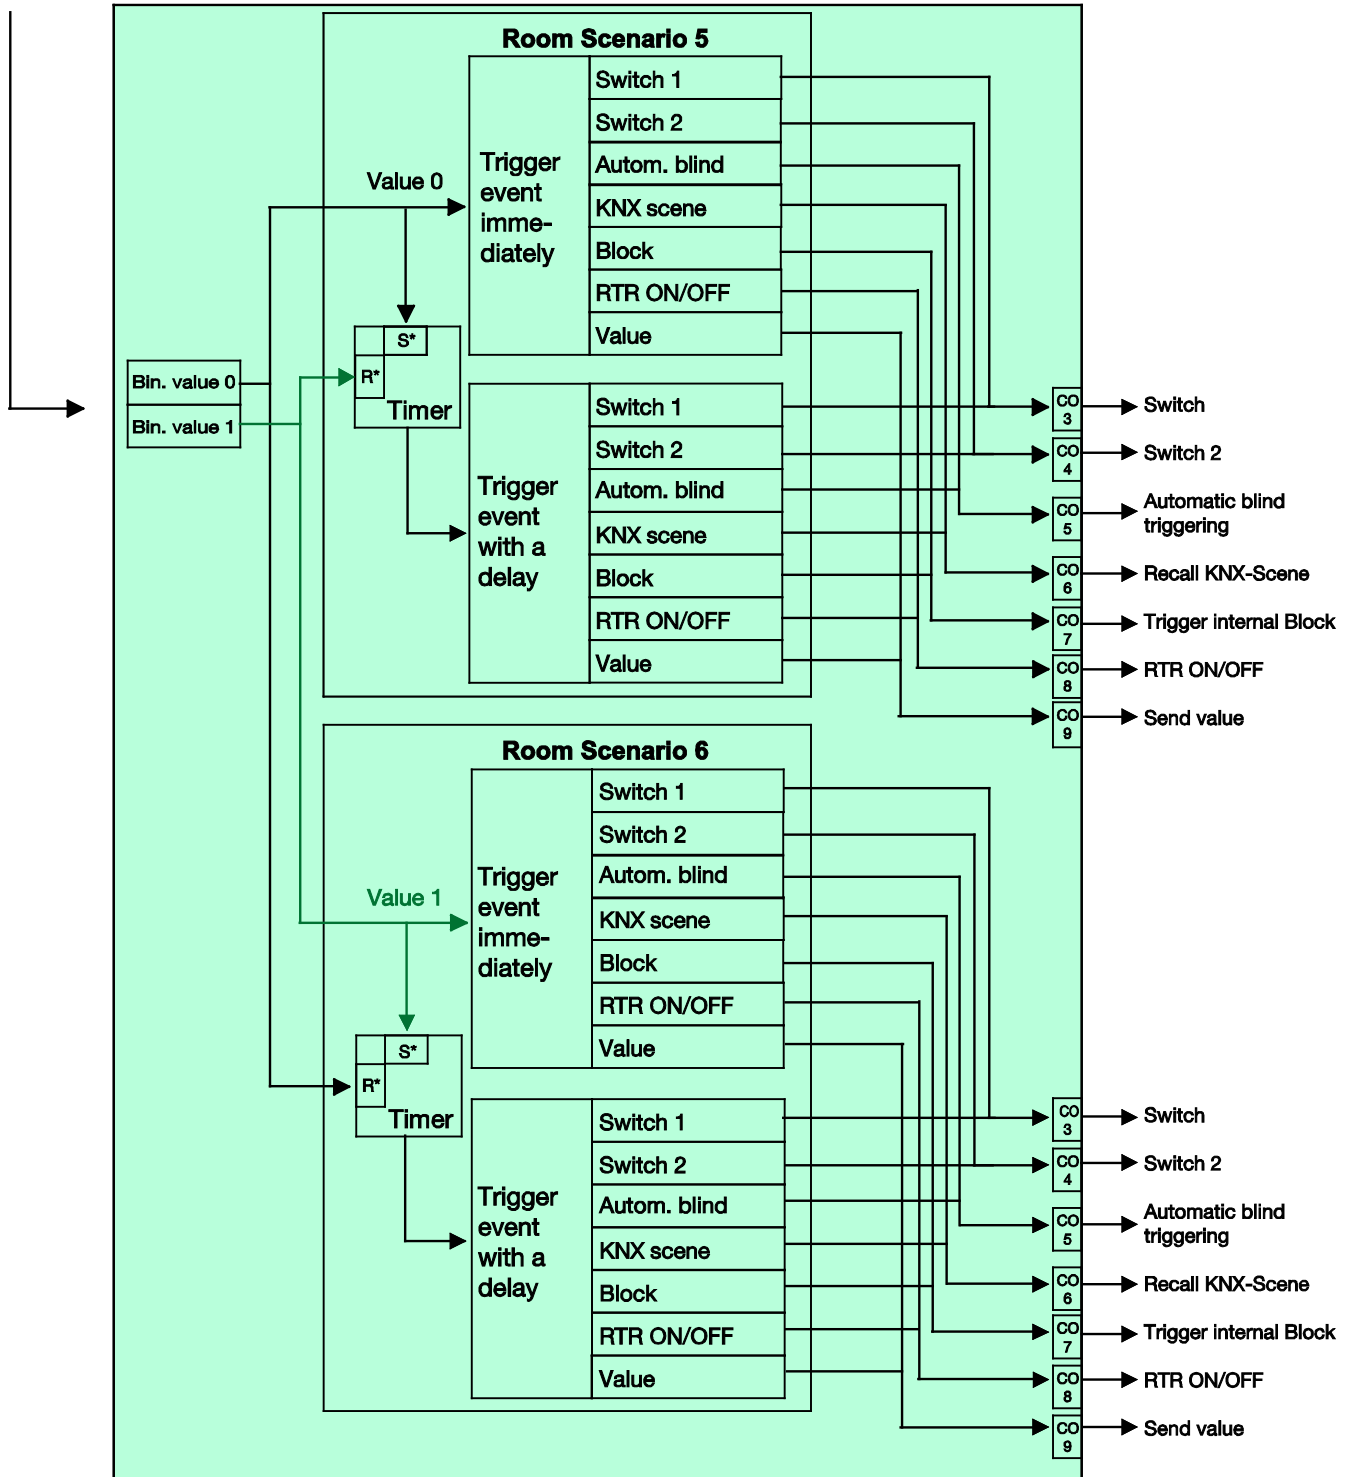 Room Scenario 5
Switch 1
Switch 2
Autom. blind
KNX scene
Block
RTR ON/OFF
Value
Trigger
event
imme-
diately
Value 0
S*
R*
Timer
Bin. value 0
Bin. value 1
Switch 1
Switch 2
Autom. blind
KNX scene
Block
RTR ON/OFF
Value
Trigger
event
with a
delay
CO
3
Switch
CO
4
Switch 2
CO
5
Automatic blind
triggering
CO
6
Recall KNX-Scene
CO
7
Trigger internal Block
CO
8
RTR ON/OFF
CO
9
Send value
Room Scenario 6
Switch 1
Switch 2
Autom. blind
KNX scene
Block
RTR ON/OFF
Value
Trigger
event
imme-
diately
Value 1
S*
R*
Timer
Switch 1
Switch 2
Autom. blind
KNX scene
Block
RTR ON/OFF
Value
Trigger
event
with a
delay
CO
3
Switch
CO
4
Switch 2
CO
5
Automatic blind
triggering
CO
6
Recall KNX-Scene
CO
7
Trigger internal Block
CO
8
RTR ON/OFF
CO
9
Send value